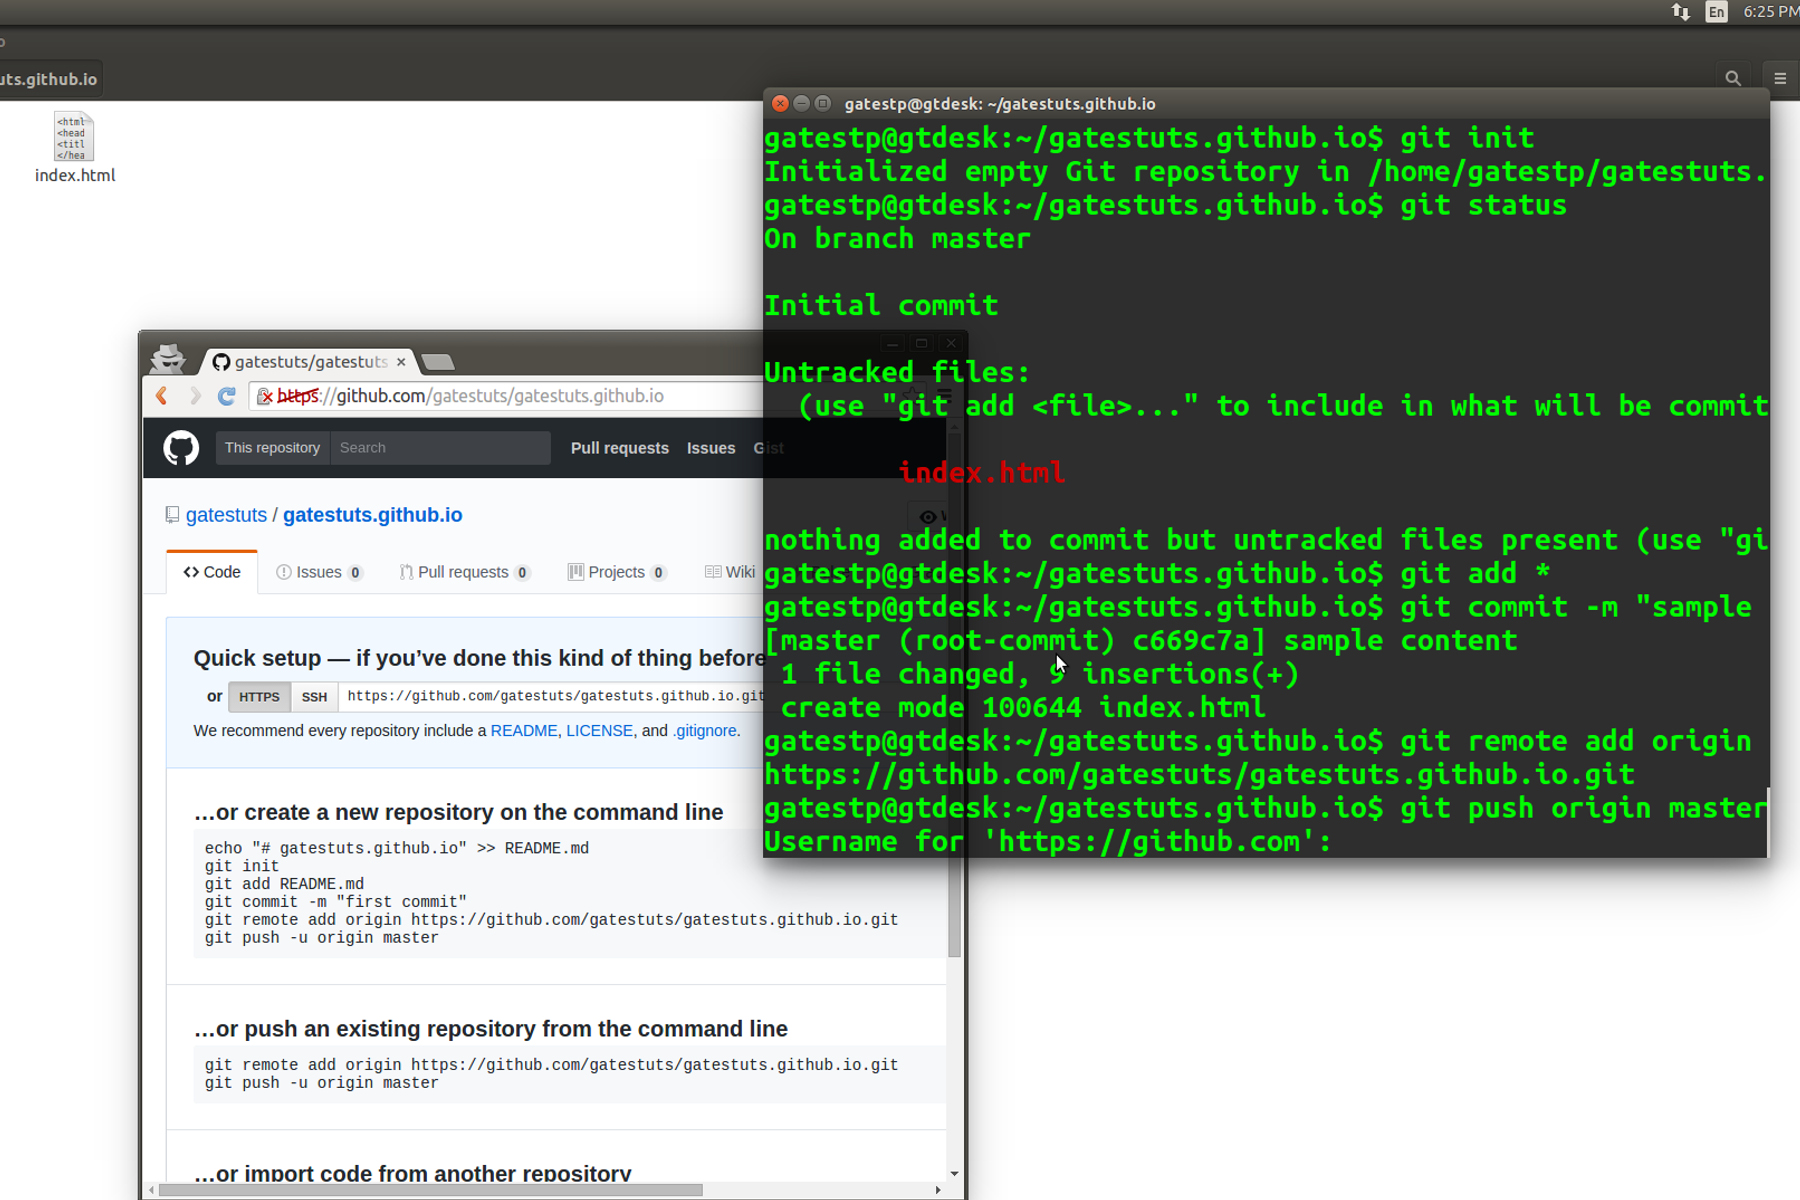 En 6:25 PM
uts.github.io
<html
<head
<titl
</hea
index.html
gatestp@gtdesk: ~/gatestuts.github.io
gatestp@gtdesk:~/gatestuts.github.io$ git init
Initialized empty Git repository in /home/gatestp/gatestuts.
gatestp@gtdesk:~/gatestuts.github.io$ git status
On branch master
Initial commit
Untracked files:
(use "git add <file>..." to include in what will be commit
index.html
nothing added to commit but untracked files present (use "gi
gatestp@gtdesk:~/gatestuts.github.io$ git add *
gatestp@gtdesk:~/gatestuts.github.io$ git commit -m "sample
[master (root-commit) c669c7a] sample content
1 file changed, 9 insertions(+)
create mode 100644 index.html
gatestp@gtdesk:~/gatestuts.github.io$ git remote add origin
https://github.com/gatestuts/gatestuts.github.io.git
gatestp@gtdesk:~/gatestuts.github.io$ git push origin master
Username for 'https://github.com':
gatestuts/gatestuts
https://github.com/gatestuts/gatestuts.github.io
This repository Search Pull requests Issues Gist
gatestuts / gatestuts.github.io
Code Issues 0 Pull requests 0 Projects 0 Wiki
Quick setup — if you’ve done this kind of thing before
or HTTPS SSH https://github.com/gatestuts/gatestuts.github.io.git
We recommend every repository include a README, LICENSE, and .gitignore.
…or create a new repository on the command line
echo "# gatestuts.github.io" >> README.md
git init
git add README.md
git commit -m "first commit"
git remote add origin https://github.com/gatestuts/gatestuts.github.io.git
git push -u origin master
…or push an existing repository from the command line
git remote add origin https://github.com/gatestuts/gatestuts.github.io.git
git push -u origin master
…or import code from another repository